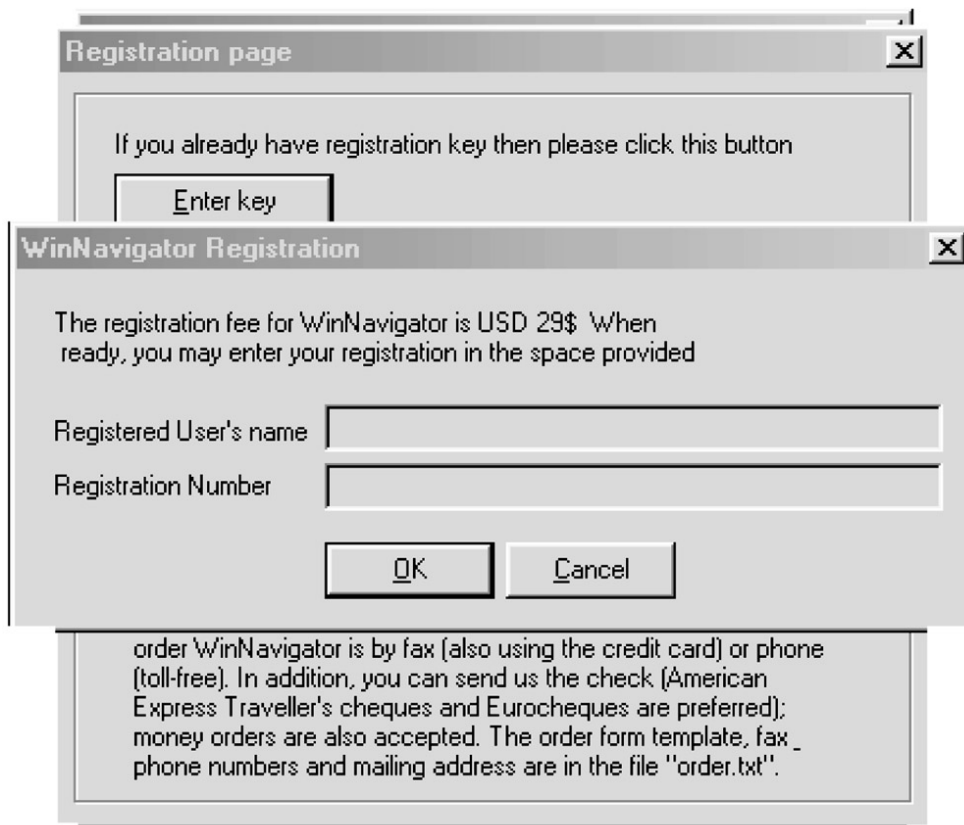 Registration page
If you already have registration key then please click this button
Enter key
WinNavigator Registration
The registration fee for WinNavigator is USD 29$ When
ready, you may enter your registration in the space provided
Registered User's name
Registration Number
OK Cancel
order WinNavigator is by fax (also using the credit card) or phone
(toll-free). In addition, you can send us the check (American
Express Traveller's cheques and Eurocheques are preferred);
money orders are also accepted. The order form template, fax _
phone numbers and mailing address are in the file "order.txt".